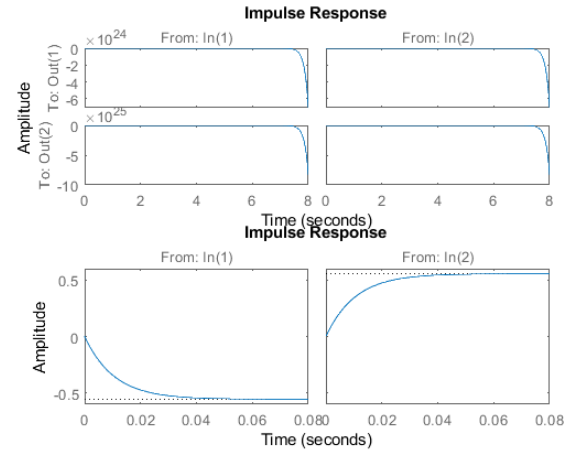 Impulse Response
×10^24
From: In(1)
From: In(2)
To: Out(1)
0
-2
-4
-6
×10^25
To: Out(2)
0
-5
-10
Amplitude
0 2 4 6 8 0 2 4 6 8
Time (seconds)
Impulse Response
From: In(1)
From: In(2)
Amplitude
0.5
0
-0.5
0 0.02 0.04 0.06 0.08 0 0.02 0.04 0.06 0.08
Time (seconds)